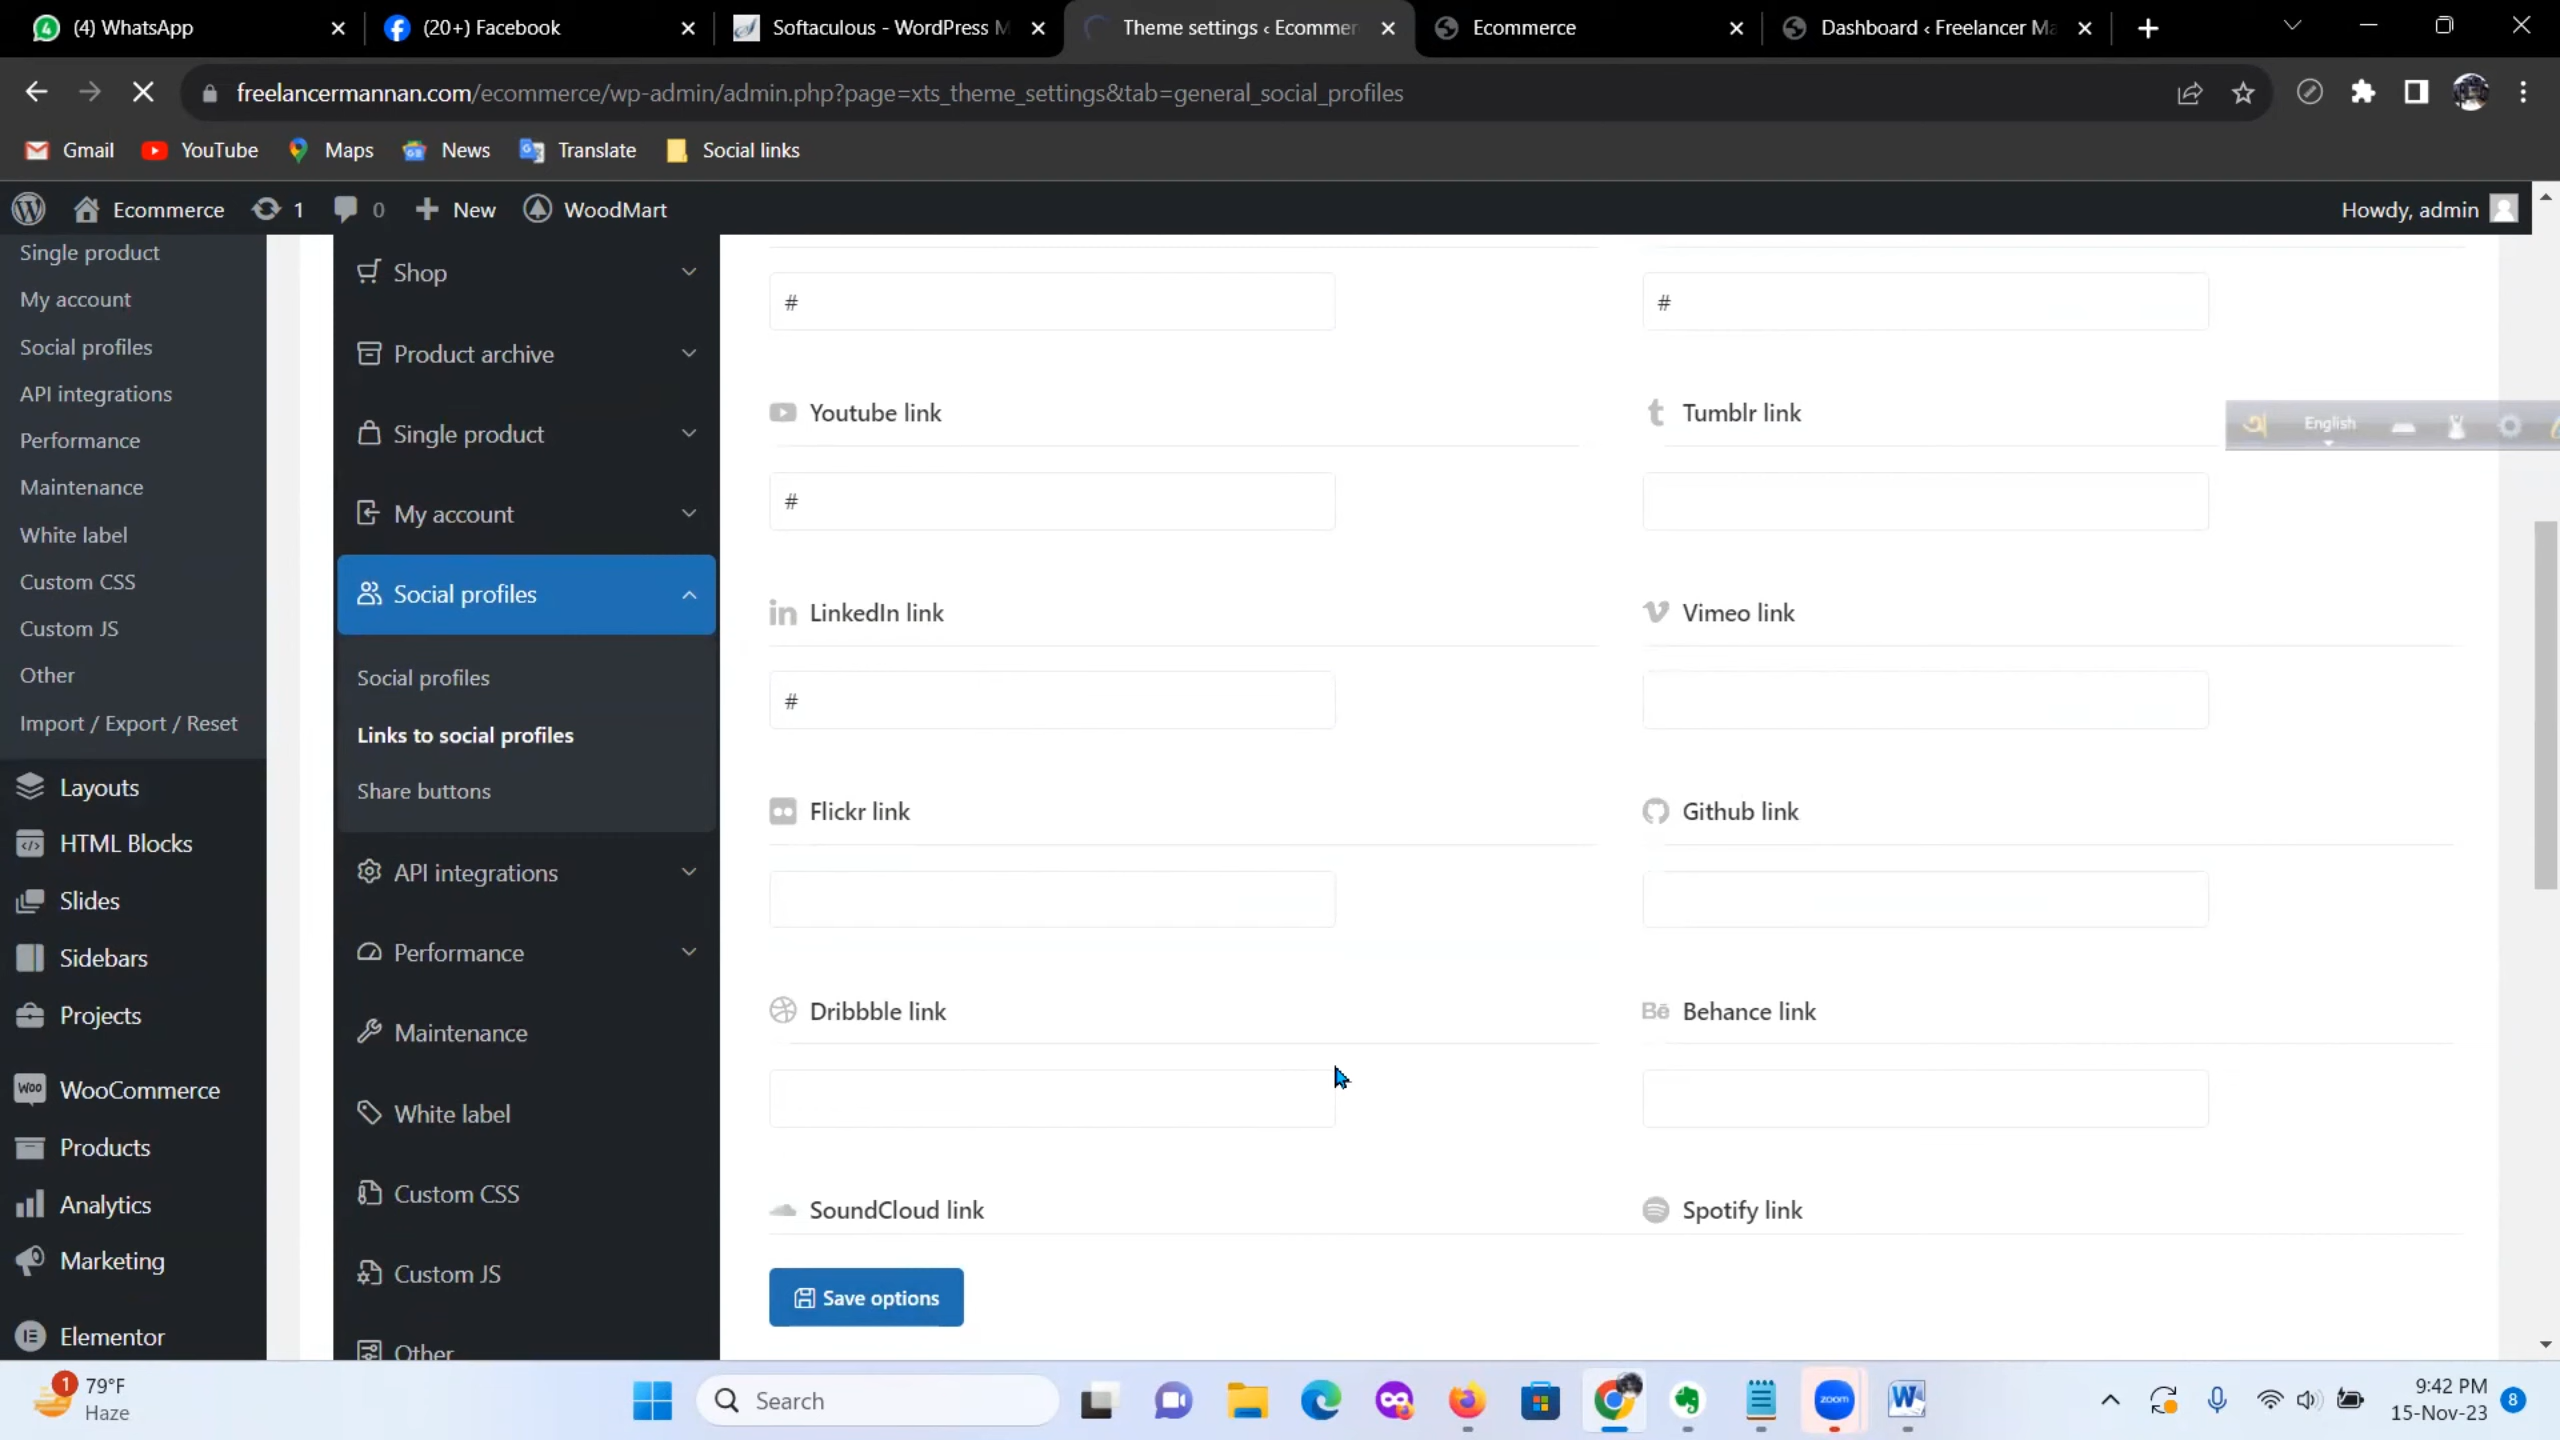 (4) WhatsApp
(20+) Facebook
Softaculous - WordPress M
Theme settings ‹ Ecommer
Ecommerce
Dashboard ‹ Freelancer Ma
freelancermannan.com/ecommerce/wp-admin/admin.php?page=xts_theme_settings&tab=general_social_profiles
Gmail
YouTube
Maps
News
Translate
Social links
Ecommerce
1
0
New
WoodMart
Howdy, admin
Single product
My account
Social profiles
API integrations
Performance
Maintenance
White label
Custom CSS
Custom JS
Other
Import / Export / Reset
Layouts
HTML Blocks
Slides
Sidebars
Projects
Woo WooCommerce
Products
Analytics
Marketing
Elementor
Shop
Product archive
Single product
My account
Social profiles
Social profiles
Links to social profiles
Share buttons
API integrations
Performance
Maintenance
White label
Custom CSS
Custom JS
Other
#
#
Youtube link
Tumblr link
অ English
#
LinkedIn link
Vimeo link
#
Flickr link
Github link
Dribbble link
Bē Behance link
SoundCloud link
Spotify link
Save options
1
79°F
Haze
Search
zoom
W
9:42 PM
15-Nov-23
8